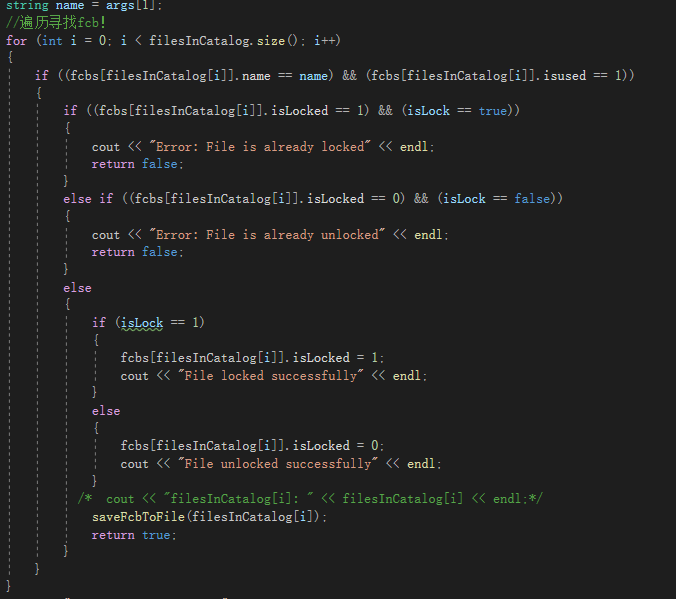 string name = args[1];
//遍历寻找fcb!
for (int i = 0; i < filesInCatalog.size(); i++)
{
if ((fcbs[filesInCatalog[i]].name == name) && (fcbs[filesInCatalog[i]].isused == 1))
{
if ((fcbs[filesInCatalog[i]].isLocked == 1) && (isLock == true))
{
cout << "Error: File is already locked" << endl;
return false;
}
else if ((fcbs[filesInCatalog[i]].isLocked == 0) && (isLock == false))
{
cout << "Error: File is already unlocked" << endl;
return false;
}
else
{
if (isLock == 1)
{
fcbs[filesInCatalog[i]].isLocked = 1;
cout << "File locked successfully" << endl;
}
else
{
fcbs[filesInCatalog[i]].isLocked = 0;
cout << "File unlocked successfully" << endl;
}
/* cout << "filesInCatalog[i]: " << filesInCatalog[i] << endl;*/
saveFcbToFile(filesInCatalog[i]);
return true;
}
}
}